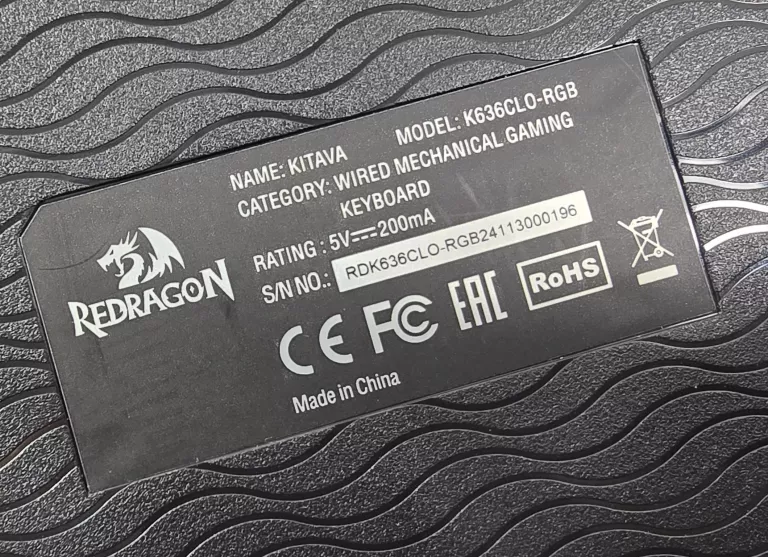 NAME: KITAVA MODEL: K636CLO-RGB
CATEGORY: WIRED MECHANICAL GAMING
KEYBOARD
RATING : 5V⎓200mA
S/N NO.: RDK636CLO-RGB24113000196
REDRAGON
CE FC EAC RoHS
Made in China